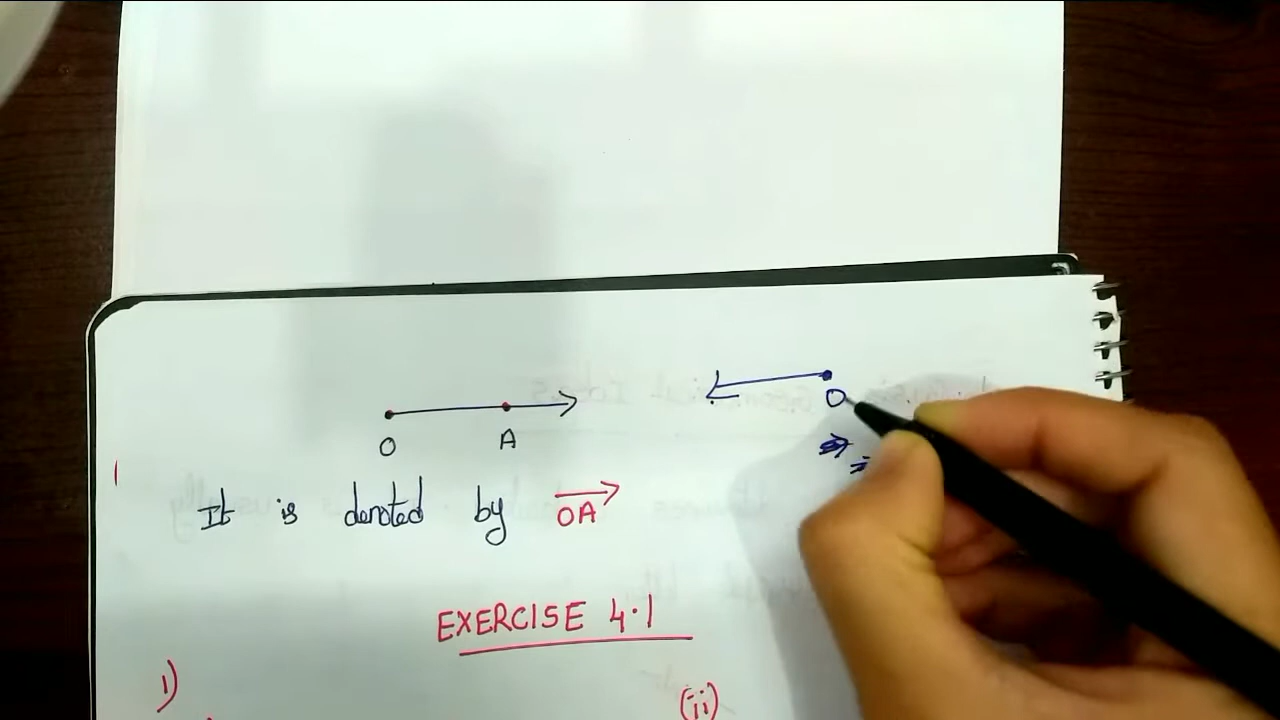 O A
O
It is denoted by OA
EXERCISE 4.1
1) (ii)